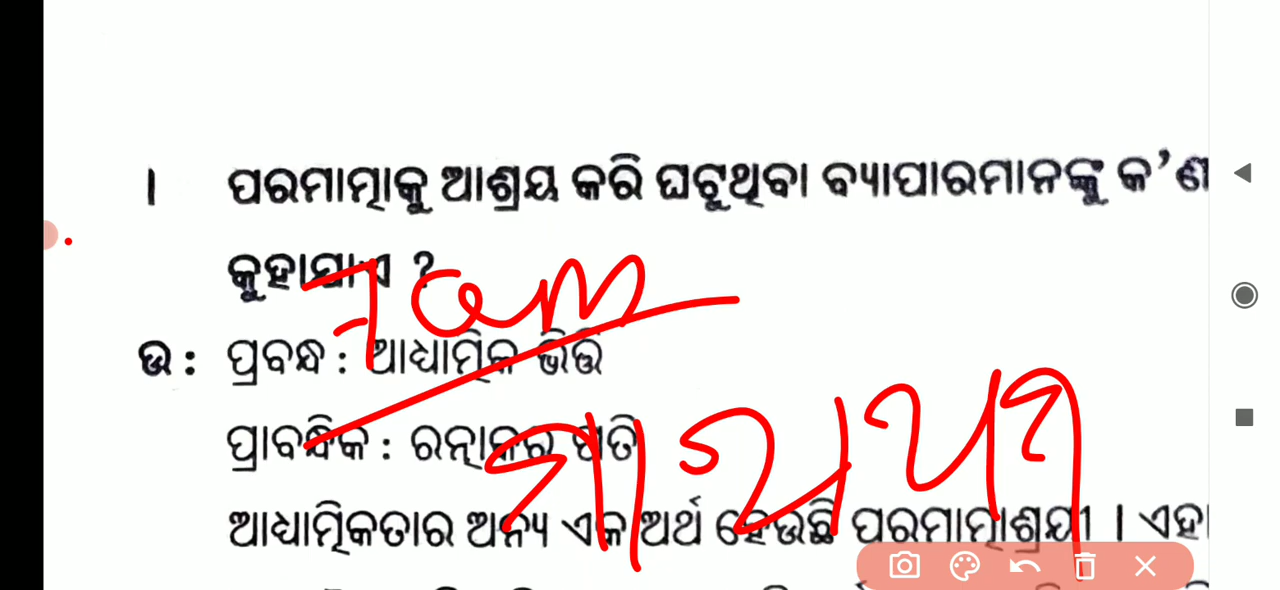 । ପରମାତ୍ମାକୁ ଆଶ୍ରୟ କରି ଘଟୁଥିବା ବ୍ୟାପାରମାନଙ୍କୁ କ'ଣ
କୁହାଯାଏ ?
ଉ : ପ୍ରବନ୍ଧ : ଆଧ୍ୟାତ୍ମିକ ଭିତ୍ତି
ପ୍ରାବନ୍ଧିକ : ରତ୍ନାକର ପତି
ଆଧ୍ୟାତ୍ମିକତାର ଅନ୍ୟ ଏକ ଅର୍ଥ ହେଉଛି ପରମାତ୍ମାଶ୍ରୟୀ । ଏହା